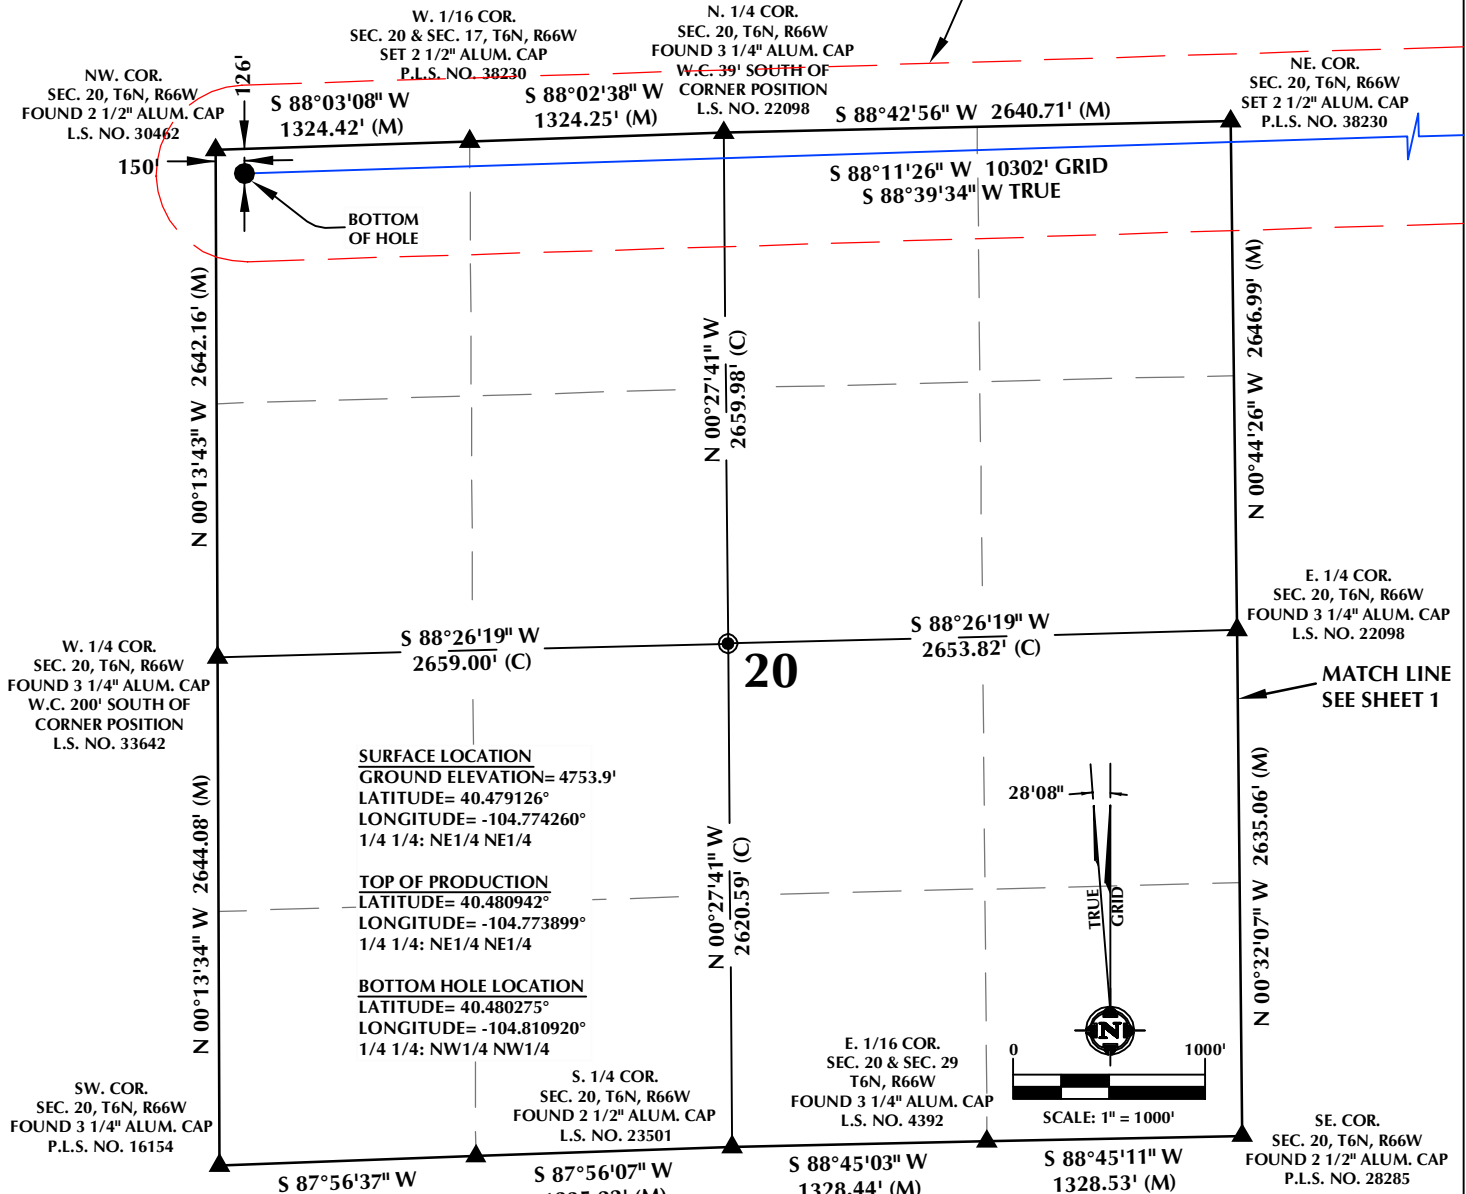 W. 1/16 COR.
SEC. 20 & SEC. 17, T6N, R66W
SET 2 1/2" ALUM. CAP
P.L.S. NO. 38230
N. 1/4 COR.
SEC. 20, T6N, R66W
FOUND 3 1/4" ALUM. CAP
W.C. 39' SOUTH OF
CORNER POSITION
L.S. NO. 22098
NW. COR.
SEC. 20, T6N, R66W
FOUND 2 1/2" ALUM. CAP
L.S. NO. 30462
126'
NE. COR.
SEC. 20, T6N, R66W
SET 2 1/2" ALUM. CAP
P.L.S. NO. 38230
S 88°03'08" W
1324.42' (M)
S 88°02'38" W
1324.25' (M)
S 88°42'56" W 2640.71' (M)
150'
S 88°11'26" W 10302' GRID
S 88°39'34" W TRUE
BOTTOM
OF HOLE
N 00°13'43" W 2642.16' (M)
N 00°27'41" W
2659.98' (C)
N 00°44'26" W 2646.99' (M)
E. 1/4 COR.
SEC. 20, T6N, R66W
FOUND 3 1/4" ALUM. CAP
L.S. NO. 22098
W. 1/4 COR.
SEC. 20, T6N, R66W
FOUND 3 1/4" ALUM. CAP
W.C. 200' SOUTH OF
CORNER POSITION
L.S. NO. 33642
S 88°26'19" W
2659.00' (C)
S 88°26'19" W
2653.82' (C)
20
MATCH LINE
SEE SHEET 1
SURFACE LOCATION
GROUND ELEVATION= 4753.9'
LATITUDE= 40.479126°
LONGITUDE= -104.774260°
1/4 1/4: NE1/4 NE1/4
TOP OF PRODUCTION
LATITUDE= 40.480942°
LONGITUDE= -104.773899°
1/4 1/4: NE1/4 NE1/4
BOTTOM HOLE LOCATION
LATITUDE= 40.480275°
LONGITUDE= -104.810920°
1/4 1/4: NW1/4 NW1/4
N 00°13'34" W 2644.08' (M)
N 00°27'41" W
2620.59' (C)
28'08"
TRUE
GRID
N
N 00°32'07" W 2635.06' (M)
0 1000'
SCALE: 1" = 1000'
SW. COR.
SEC. 20, T6N, R66W
FOUND 3 1/4" ALUM. CAP
P.L.S. NO. 16154
S. 1/4 COR.
SEC. 20, T6N, R66W
FOUND 2 1/2" ALUM. CAP
L.S. NO. 23501
E. 1/16 COR.
SEC. 20 & SEC. 29
T6N, R66W
FOUND 3 1/4" ALUM. CAP
L.S. NO. 4392
SE. COR.
SEC. 20, T6N, R66W
FOUND 2 1/2" ALUM. CAP
P.L.S. NO. 28285
S 87°56'37" W
S 87°56'07" W
(M)
S 88°45'03" W
1328.44' (M)
S 88°45'11" W
1328.53' (M)